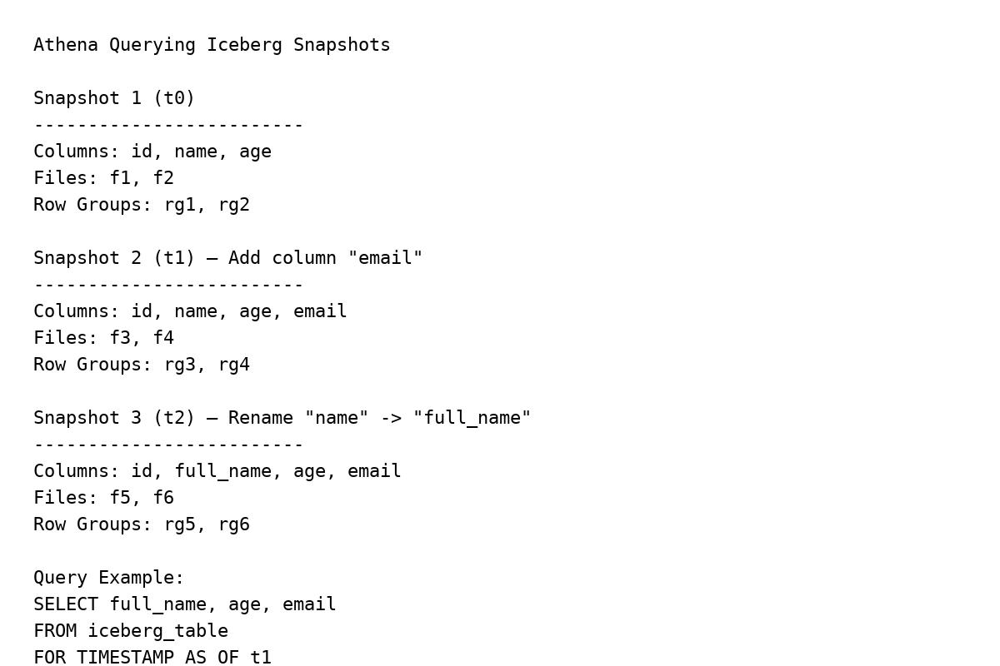 Athena Querying Iceberg Snapshots
Snapshot 1 (t0)
-------------------------
Columns: id, name, age
Files: f1, f2
Row Groups: rg1, rg2
Snapshot 2 (t1) — Add column "email"
-------------------------
Columns: id, name, age, email
Files: f3, f4
Row Groups: rg3, rg4
Snapshot 3 (t2) — Rename "name" -> "full_name"
-------------------------
Columns: id, full_name, age, email
Files: f5, f6
Row Groups: rg5, rg6
Query Example:
SELECT full_name, age, email
FROM iceberg_table
FOR TIMESTAMP AS OF t1